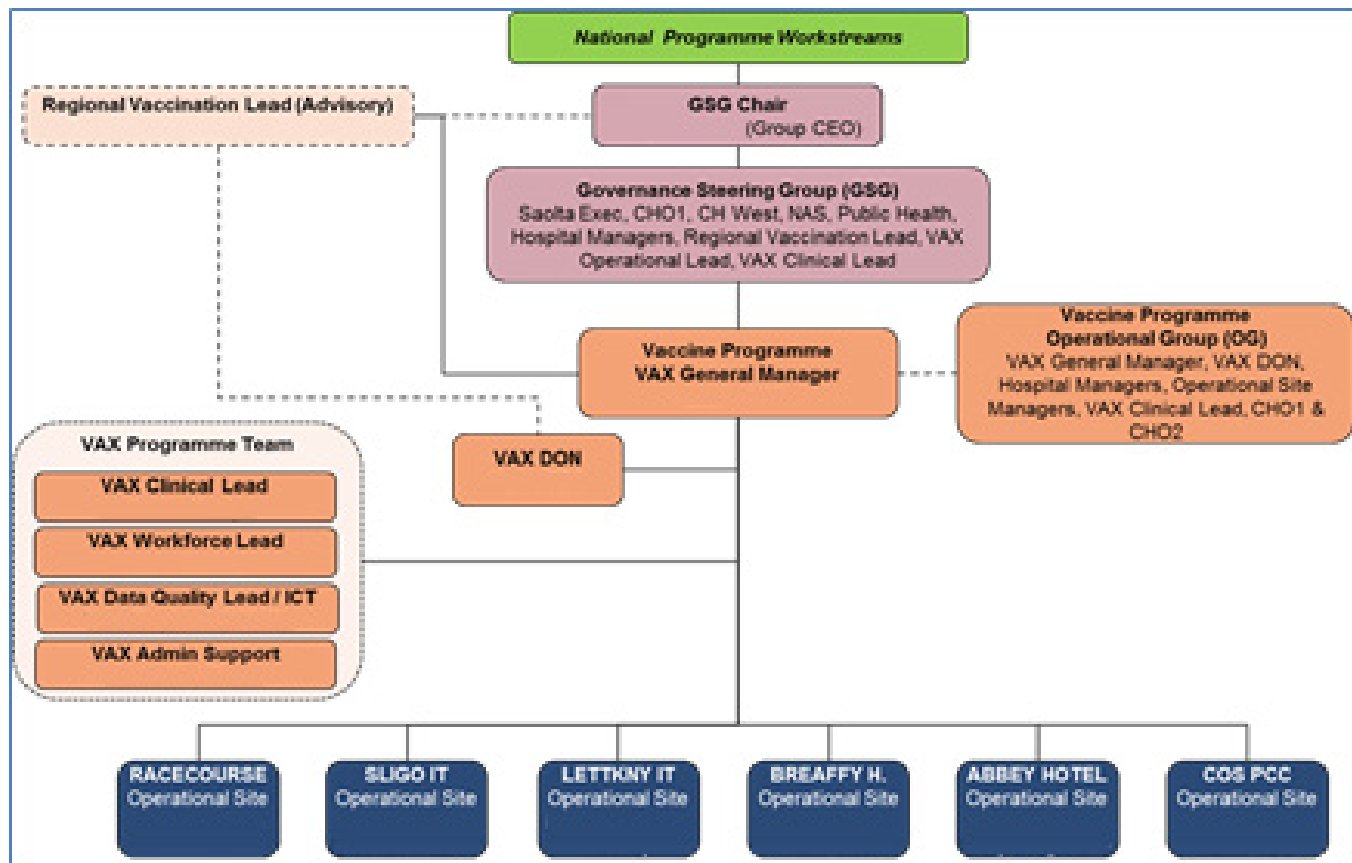 National Programme Workstreams
Regional Vaccination Lead (Advisory)
GSG Chair
(Group CEO)
Governance Steering Group (GSG)
Saolta Exec, CHO1, CH West, NAS, Public Health,
Hospital Managers, Regional Vaccination Lead, VAX
Operational Lead, VAX Clinical Lead
Vaccine Programme
VAX General Manager
Vaccine Programme
Operational Group (OG)
VAX General Manager, VAX DON,
Hospital Managers, Operational Site
Managers, VAX Clinical Lead, CHO1 &
CHO2
VAX DON
VAX Programme Team
VAX Clinical Lead
VAX Workforce Lead
VAX Data Quality Lead / ICT
VAX Admin Support
RACECOURSE
Operational Site
SLIGO IT
Operational Site
LETTKNY IT
Operational Site
BREAFFY H.
Operational Site
ABBEY HOTEL
Operational Site
COS PCC
Operational Site